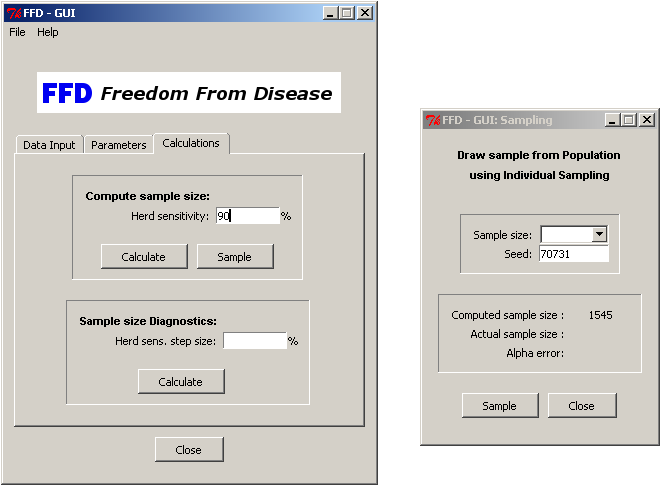 FFD - GUI
File Help
FFD Freedom From Disease
Data Input Parameters Calculations
Compute sample size:
Herd sensitivity: 90 %
Calculate Sample
Sample size Diagnostics:
Herd sens. step size: %
Calculate
Close
FFD - GUI: Sampling
Draw sample from Population
using Individual Sampling
Sample size:
Seed: 70731
Computed sample size : 1545
Actual sample size :
Alpha error:
Sample Close